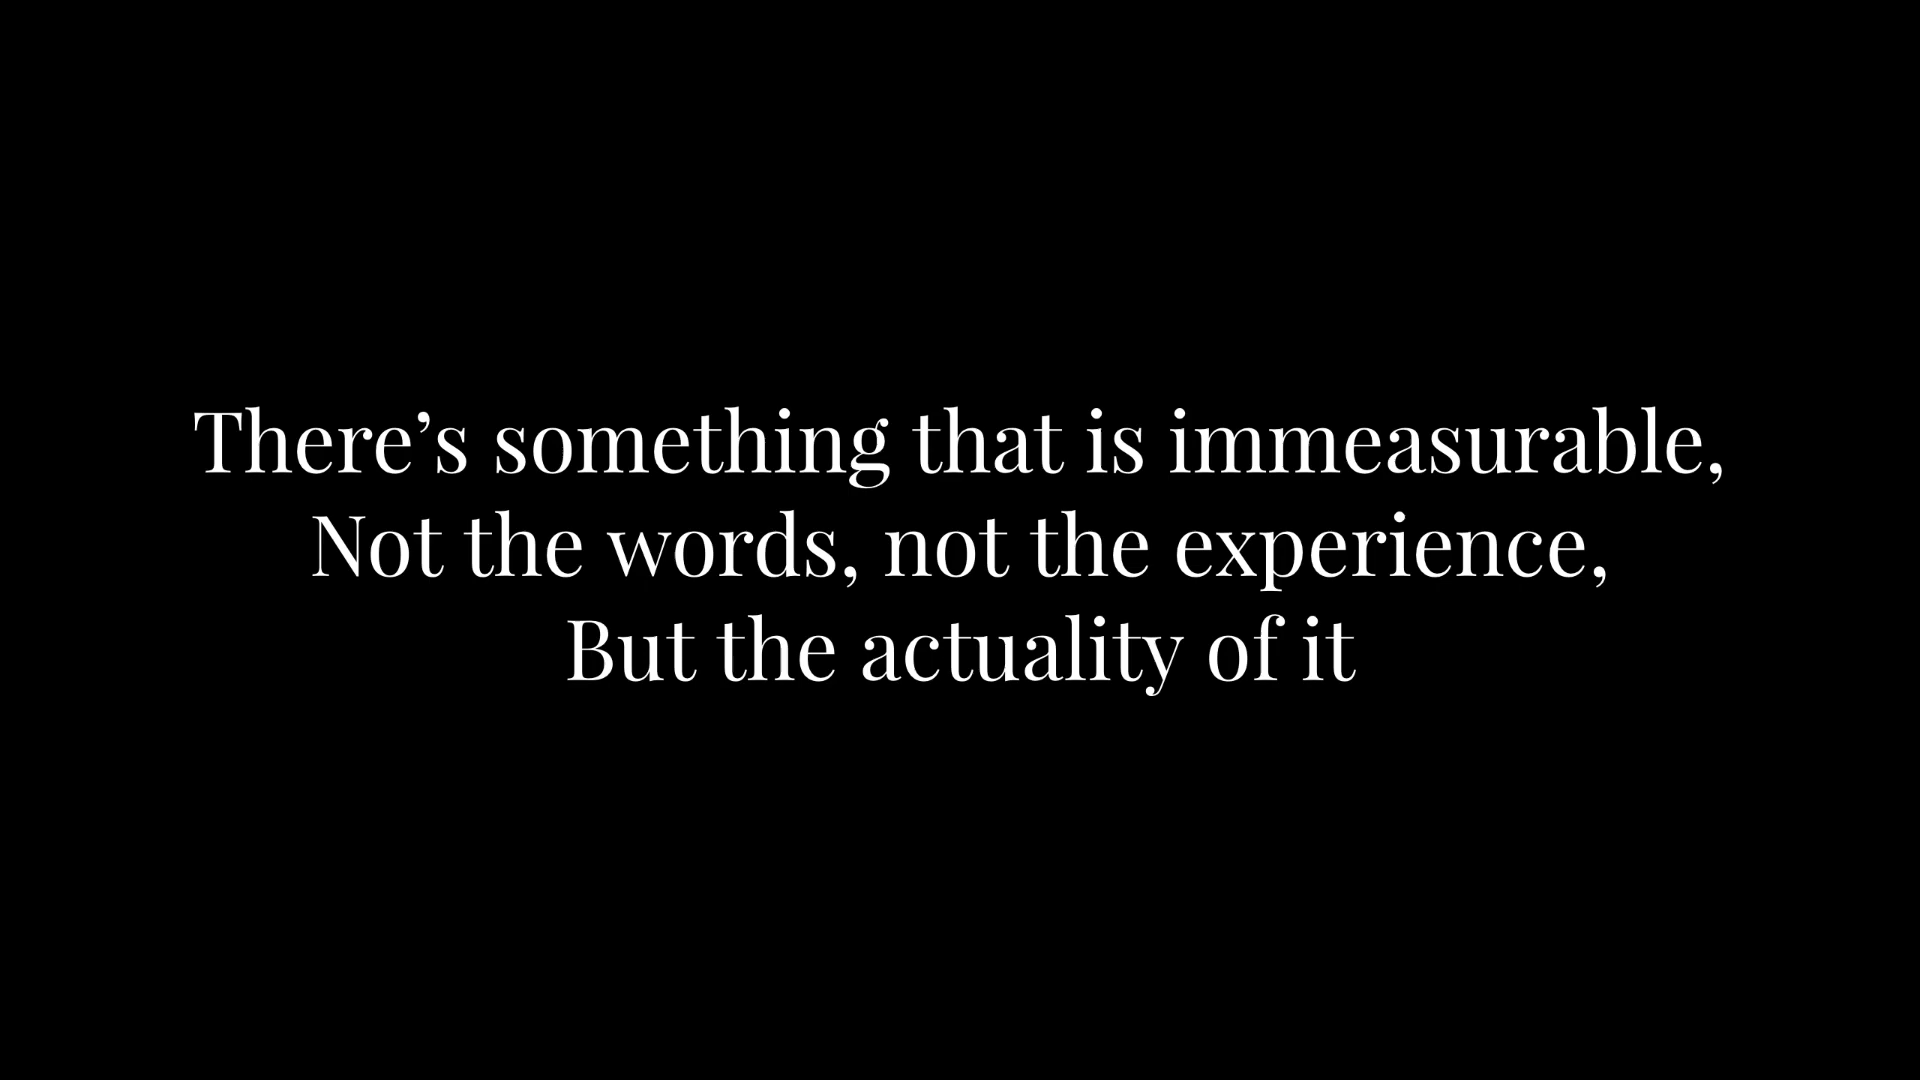 There’s something that is immeasurable,
Not the words, not the experience,
But the actuality of it